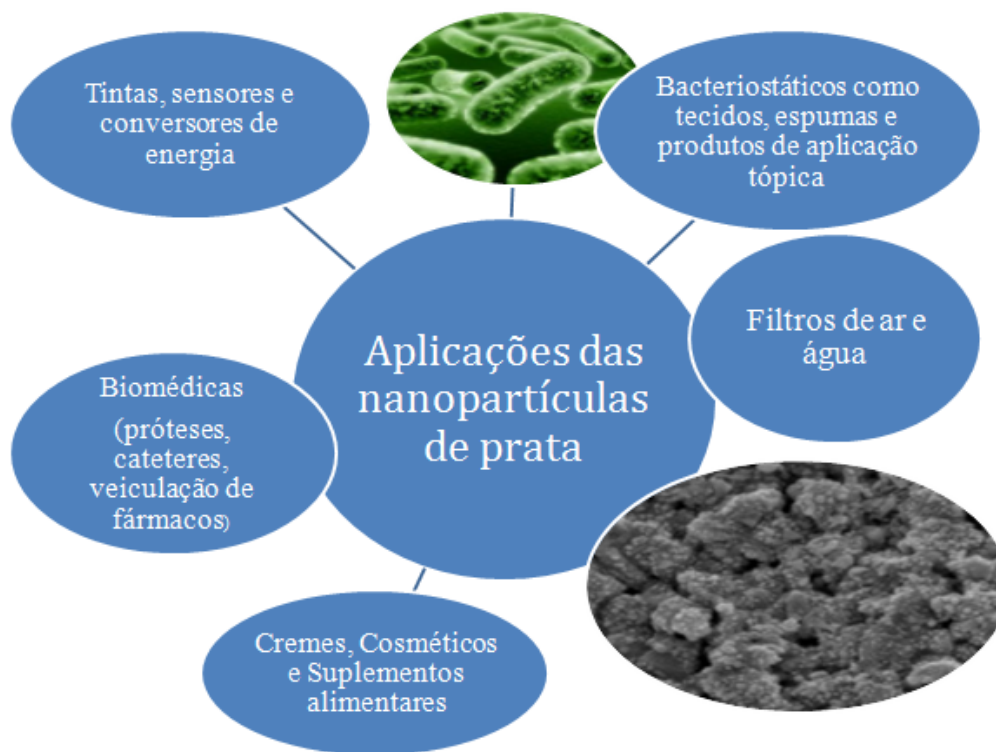 Tintas, sensores e
conversores de
energia
Bacteriostáticos como
tecidos, espumas e
produtos de aplicação
tópica
Aplicações das
nanopartículas
de prata
Filtros de ar e
água
Biomédicas
(próteses,
cateteres,
veiculação de
fármacos)
Cremes, Cosméticos
e Suplementos
alimentares